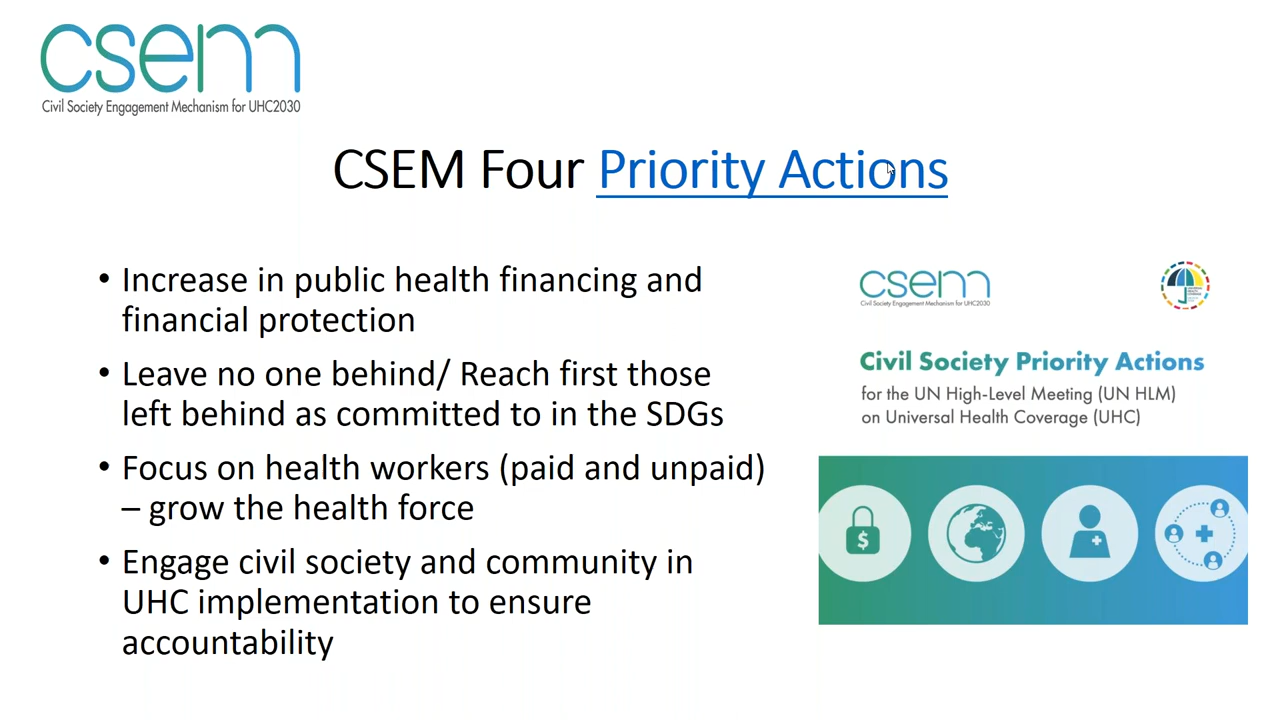 csem
Civil Society Engagement Mechanism for UHC2030
CSEM Four Priority Actions
• Increase in public health financing and
financial protection
• Leave no one behind/ Reach first those
left behind as committed to in the SDGs
• Focus on health workers (paid and unpaid)
– grow the health force
• Engage civil society and community in
UHC implementation to ensure
accountability
csem
Civil Society Engagement Mechanism for UHC2030
Civil Society Priority Actions
for the UN High-Level Meeting (UN HLM)
on Universal Health Coverage (UHC)
$